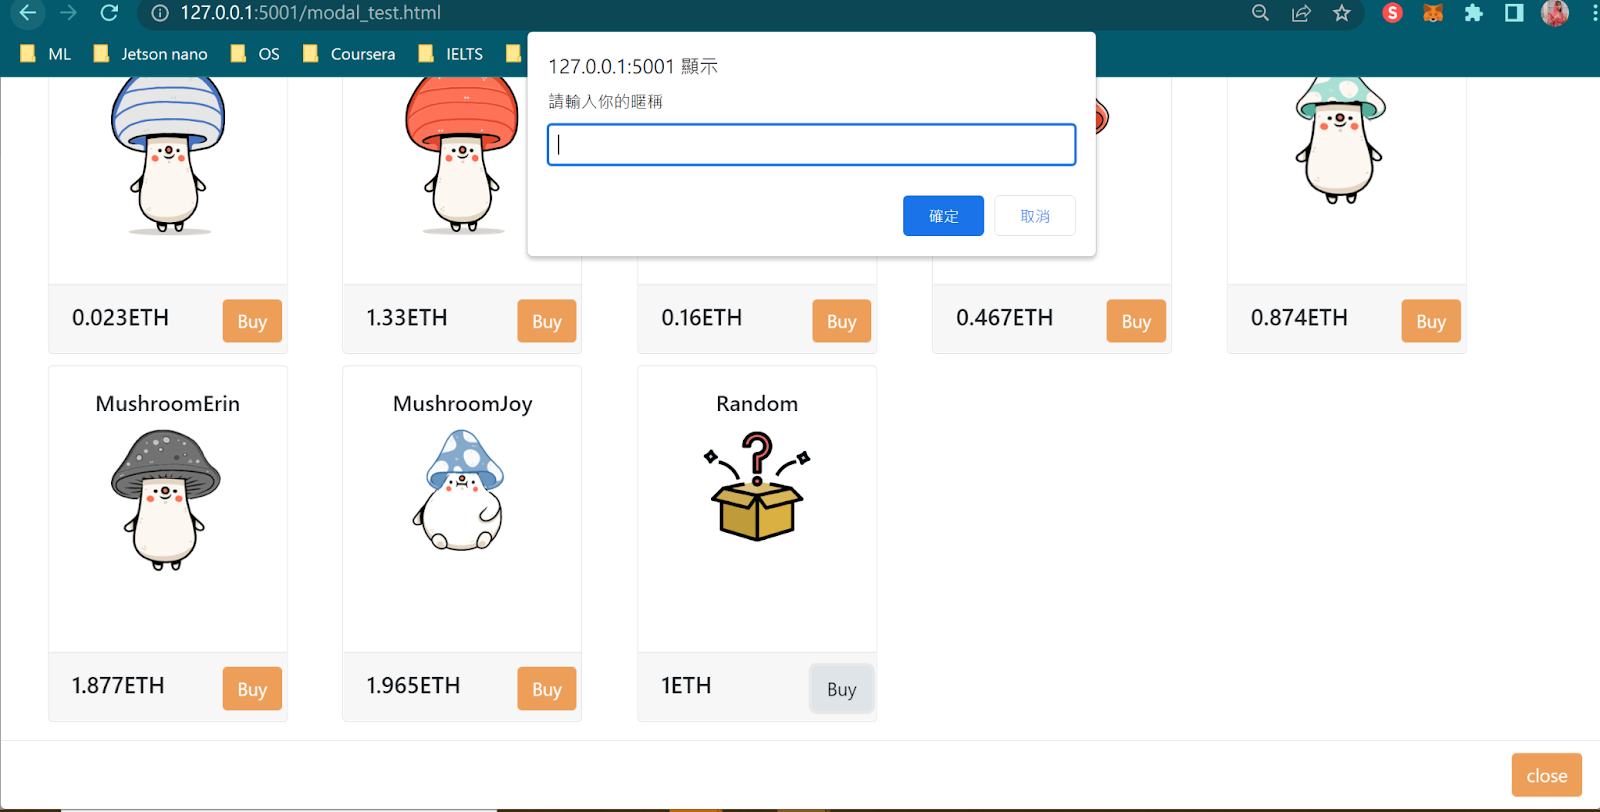 127.0.0.1:5001/modal_test.html
ML
Jetson nano
OS
Coursera
IELTS
127.0.0.1:5001 顯示
請輸入你的暱稱
確定
取消
0.023ETH
Buy
1.33ETH
Buy
0.16ETH
Buy
0.467ETH
Buy
0.874ETH
Buy
MushroomErin
MushroomJoy
Random
?
1.877ETH
Buy
1.965ETH
Buy
1ETH
Buy
close